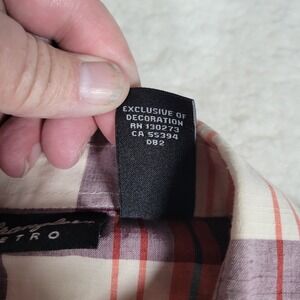 EXCLUSIVE OF
DECORATION
RN 130273
CA 55394
DB2
ETRO